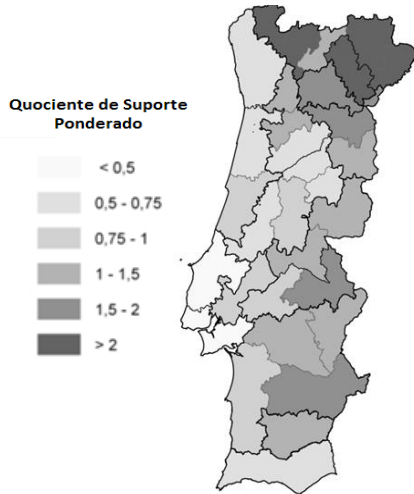 Quociente de Suporte
Ponderado
< 0,5
0,5 - 0,75
0,75 - 1
1 - 1,5
1,5 - 2
> 2